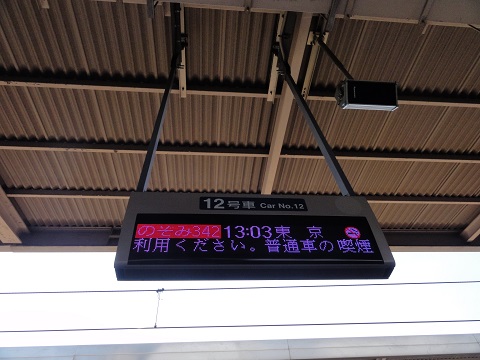 12号車 Car No.12
のぞみ342 13:03 東 京
利用ください。普通車の喫煙